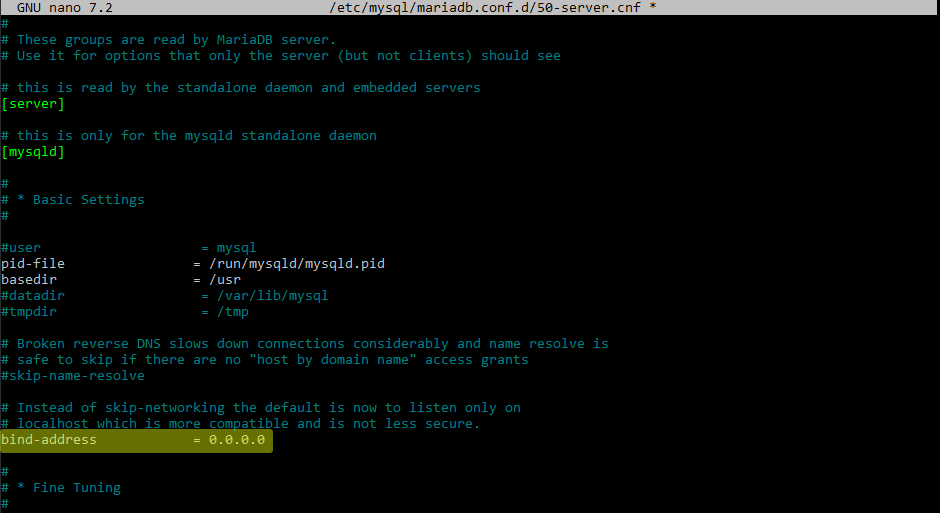 GNU nano 7.2 /etc/mysql/mariadb.conf.d/50-server.cnf *
#
# These groups are read by MariaDB server.
# Use it for options that only the server (but not clients) should see
# this is read by the standalone daemon and embedded servers
[server]
# this is only for the mysqld standalone daemon
[mysqld]
#
# * Basic Settings
#
#user = mysql
pid-file = /run/mysqld/mysqld.pid
basedir = /usr
#datadir = /var/lib/mysql
#tmpdir = /tmp
# Broken reverse DNS slows down connections considerably and name resolve is
# safe to skip if there are no "host by domain name" access grants
#skip-name-resolve
# Instead of skip-networking the default is now to listen only on
# localhost which is more compatible and is not less secure.
bind-address = 0.0.0.0
#
# * Fine Tuning
#